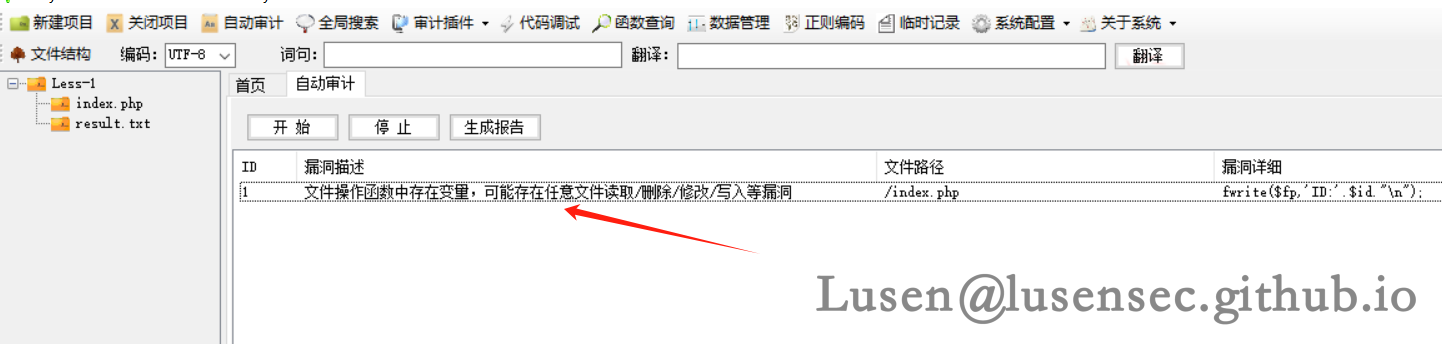 新建项目 关闭项目 自动审计 全局搜索 审计插件 代码调试 函数查询 数据管理 正则编码 临时记录 系统配置 关于系统
文件结构 编码: UTF-8 词句: 翻译: 翻译
Less-1
index.php
result.txt
首页 自动审计
开 始 停 止 生成报告
ID 漏洞描述 文件路径 漏洞详细
1 文件操作函数中存在变量，可能存在任意文件读取/删除/修改/写入等漏洞 /index.php fwrite($fp,'ID:'.$id."\n");
Lusen@lusensec.github.io